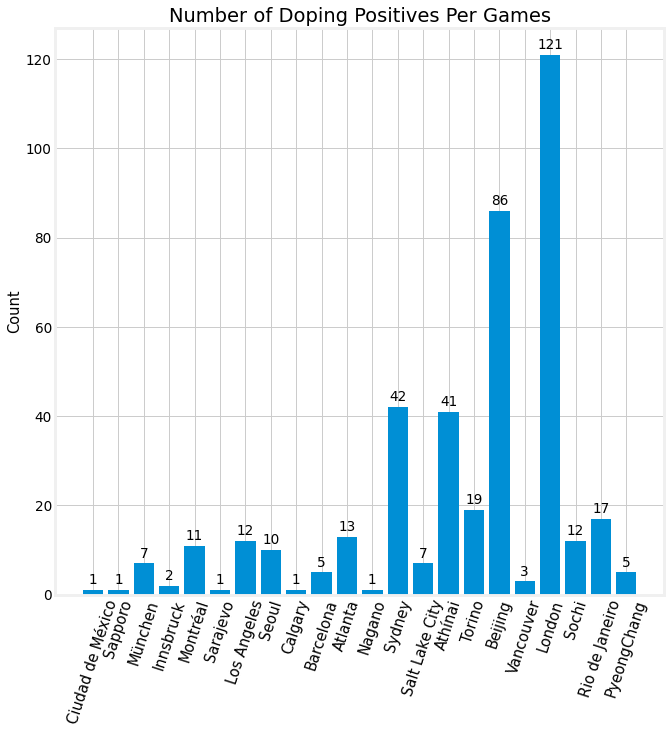 Number of Doping Positives Per Games
Count
120
100
80
60
40
20
0
1
1
7
2
11
1
12
10
1
5
13
1
42
7
41
19
86
3
121
12
17
5
Ciudad de México
Sapporo
München
Innsbruck
Montréal
Sarajevo
Los Angeles
Seoul
Calgary
Barcelona
Atlanta
Nagano
Sydney
Salt Lake City
Athínai
Torino
Beijing
Vancouver
London
Sochi
Rio de Janeiro
PyeongChang